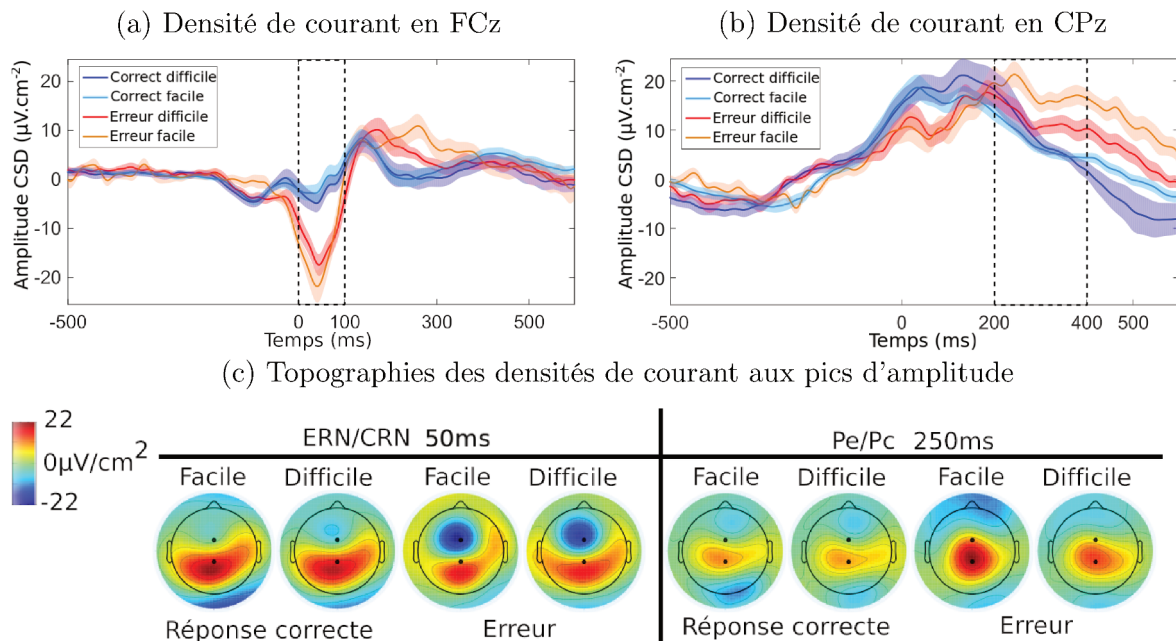 (a) Densité de courant en FCz
Amplitude CSD (µV.cm⁻²)
20
10
0
-10
-20
Correct difficile
Correct facile
Erreur difficile
Erreur facile
-500 0 100 300 500
Temps (ms)
(b) Densité de courant en CPz
Amplitude CSD (µV.cm⁻²)
20
10
0
-10
-20
Correct difficile
Correct facile
Erreur difficile
Erreur facile
-500 0 200 400 500
Temps (ms)
(c) Topographies des densités de courant aux pics d'amplitude
22
0µV/cm²
-22
ERN/CRN 50ms
Facile Difficile Facile Difficile
Réponse correcte Erreur
Pe/Pc 250ms
Facile Difficile Facile Difficile
Réponse correcte Erreur